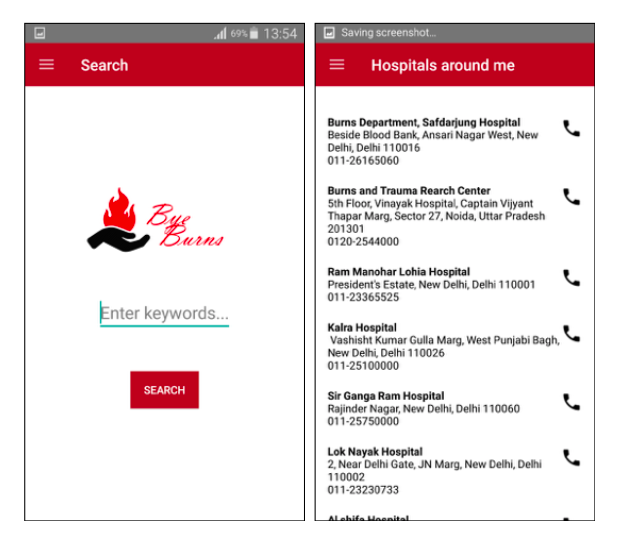 69% 13:54
Search
Bye
Burns
Enter keywords...
SEARCH
Saving screenshot...
Hospitals around me
Burns Department, Safdarjung Hospital
Beside Blood Bank, Ansari Nagar West, New
Delhi, Delhi 110016
011-26165060
Burns and Trauma Rearch Center
5th Floor, Vinayak Hospital, Captain Vijyant
Thapar Marg, Sector 27, Noida, Uttar Pradesh
201301
0120-2544000
Ram Manohar Lohia Hospital
President's Estate, New Delhi, Delhi 110001
011-23365525
Kalra Hospital
Vashisht Kumar Gulla Marg, West Punjabi Bagh,
New Delhi, Delhi 110026
011-25100000
Sir Ganga Ram Hospital
Rajinder Nagar, New Delhi, Delhi 110060
011-25750000
Lok Nayak Hospital
2, Near Delhi Gate, JN Marg, New Delhi, Delhi
110002
011-23230733
Al shifa Hospital